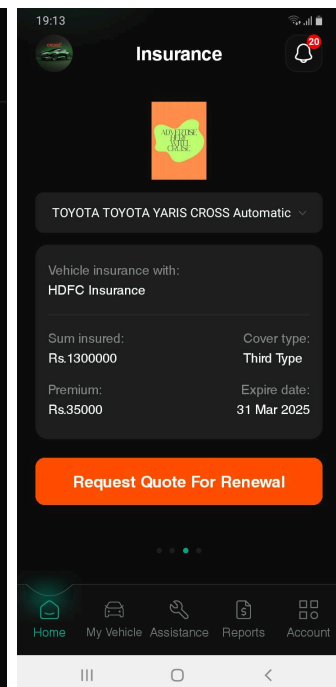 19:13
Insurance
20
ADVERTISE
HERE
WITH
CRUISE
TOYOTA TOYOTA YARIS CROSS Automatic
Vehicle insurance with:
HDFC Insurance
Sum insured: Cover type:
Rs.1300000 Third Type
Premium: Expire date:
Rs.35000 31 Mar 2025
Request Quote For Renewal
Home My Vehicle Assistance Reports Account